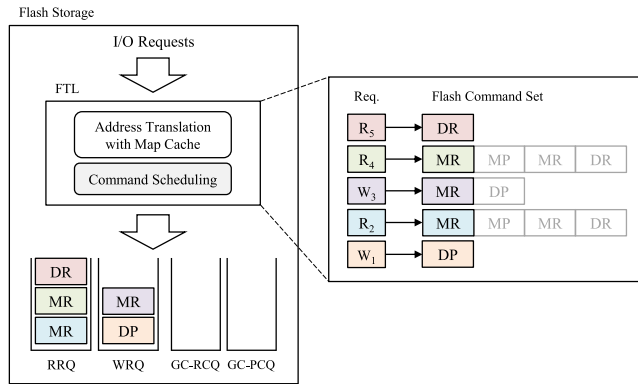 Flash Storage
I/O Requests
FTL
Address Translation
with Map Cache
Command Scheduling
DR
MR
MR
MR
DP
RRQ WRQ GC-RCQ GC-PCQ
Req. Flash Command Set
R5 DR
R4 MR MP MR DR
W3 MR DP
R2 MR MP MR DR
W1 DP